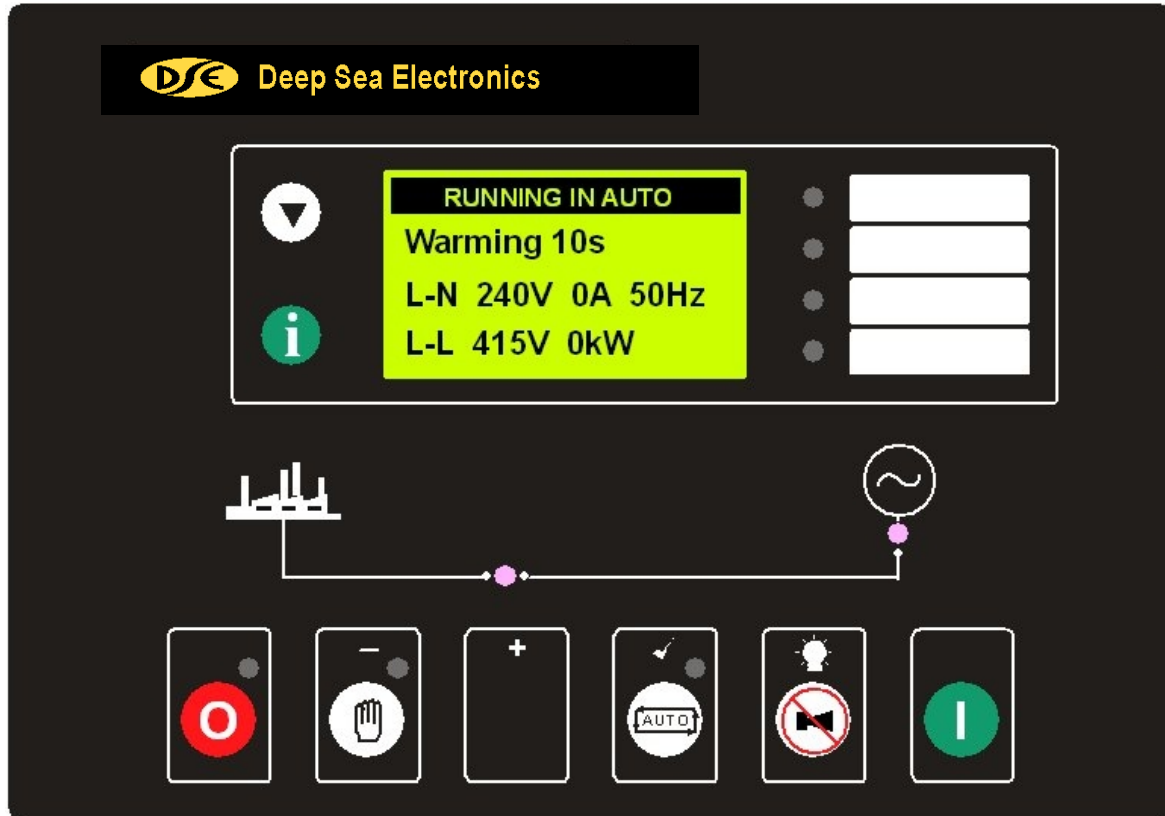 DSE Deep Sea Electronics
RUNNING IN AUTO
Warming 10s
L-N 240V 0A 50Hz
L-L 415V 0kW
i
− +
O AUTO I